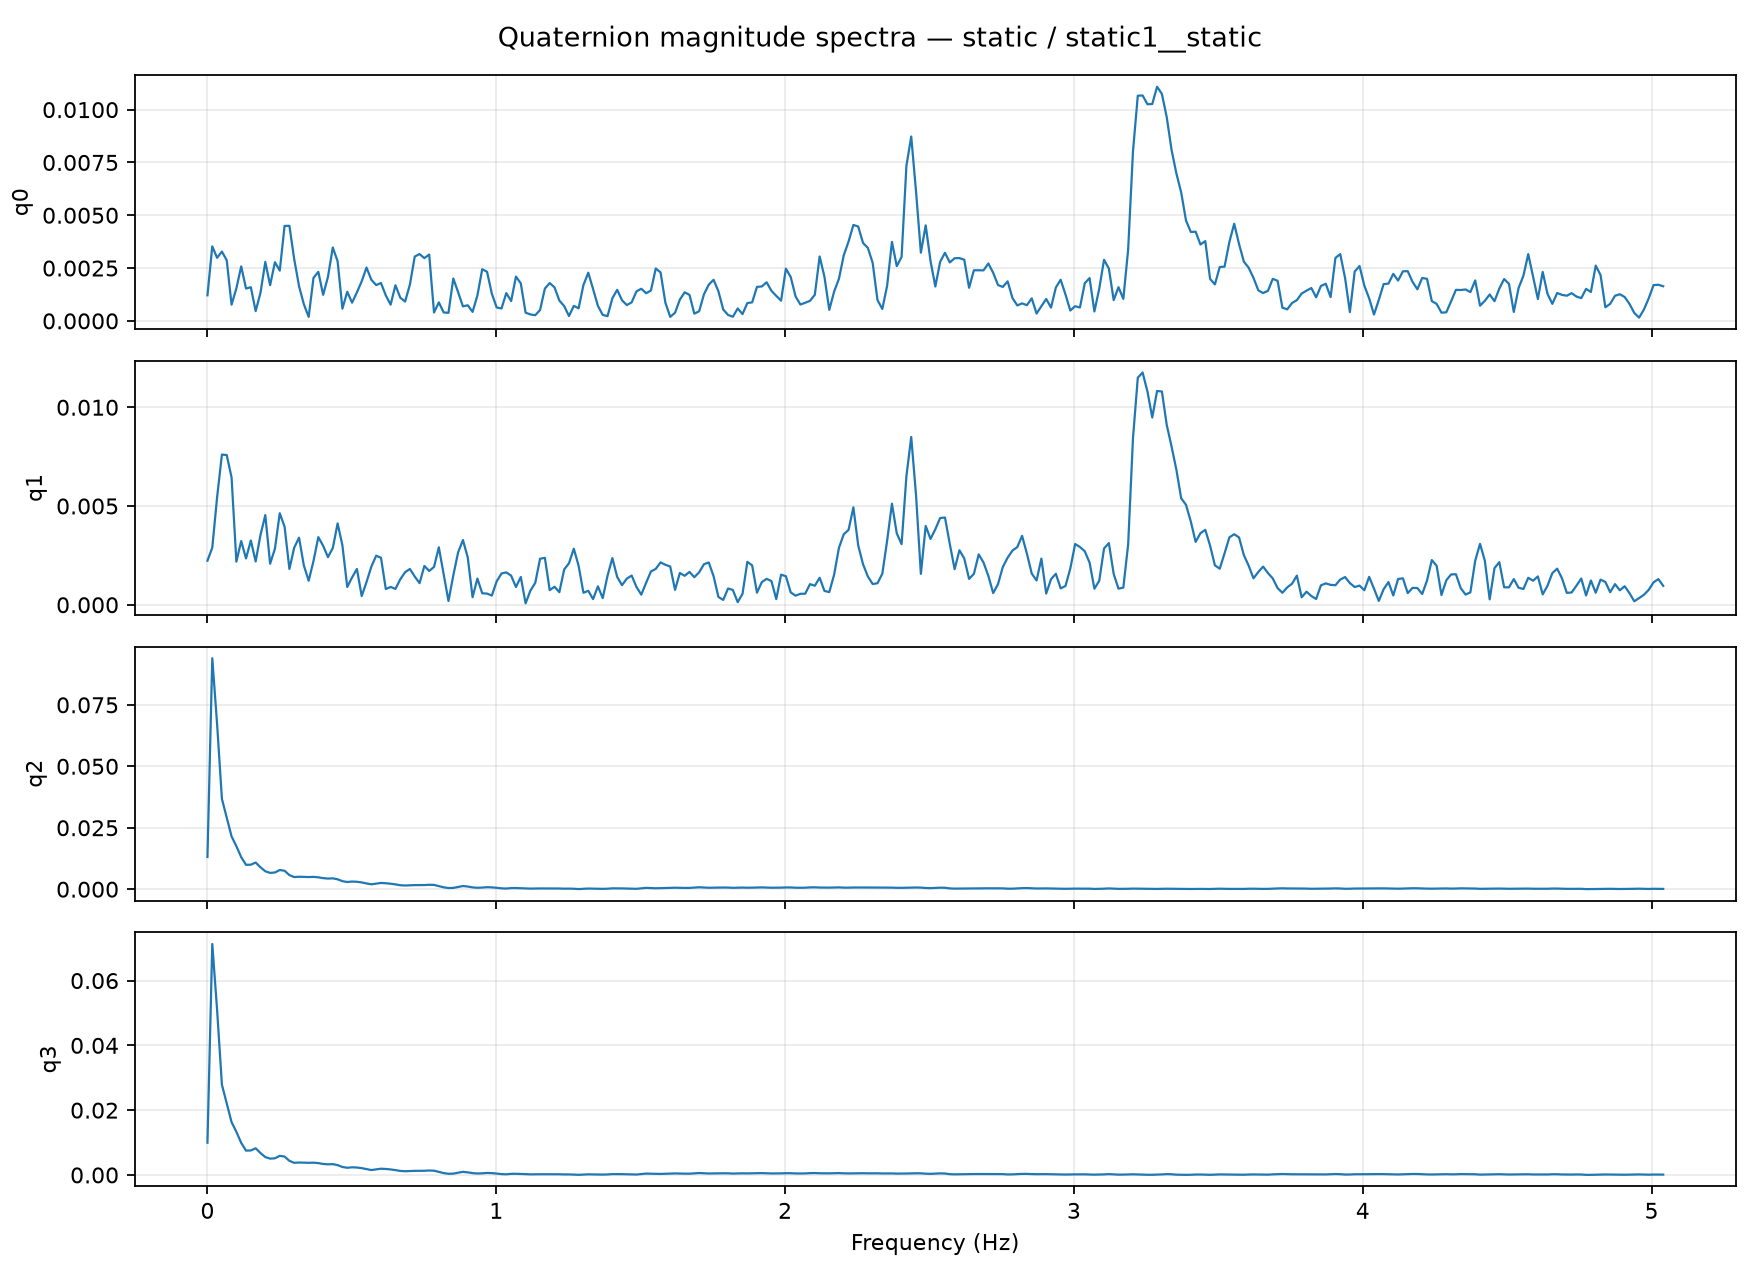 Quaternion magnitude spectra — static / static1__static
0.0100
0.0075
0.0050
0.0025
0.0000
q0
0.010
0.005
0.000
q1
0.075
0.050
0.025
0.000
q2
0.06
0.04
0.02
0.00
q3
0 1 2 3 4 5
Frequency (Hz)